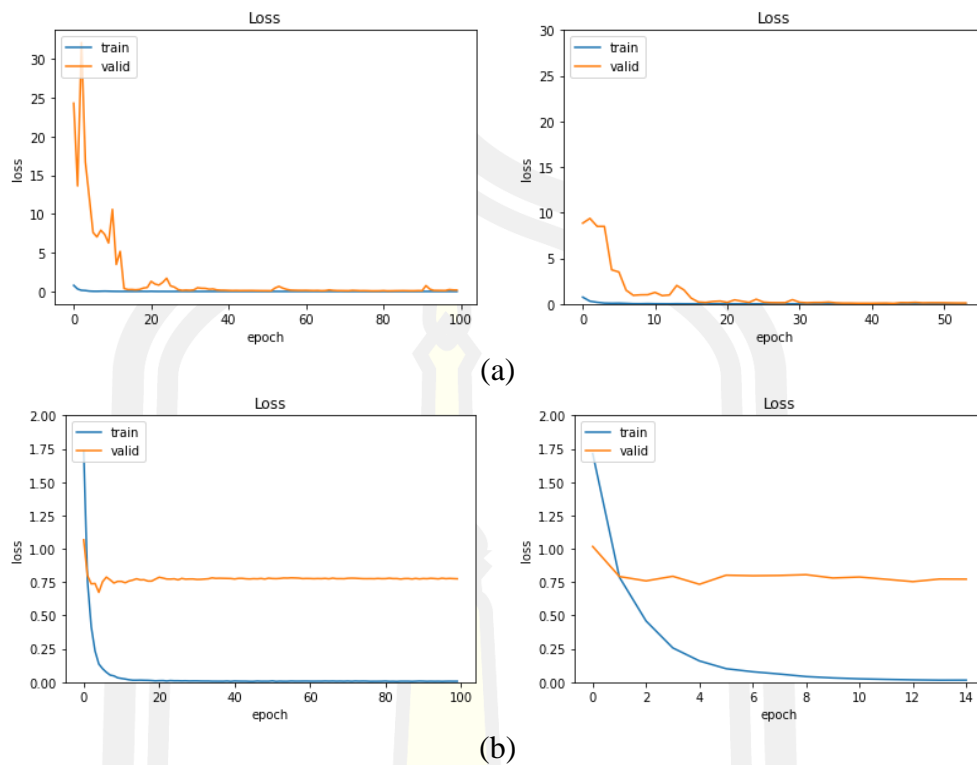 Loss
train
valid
loss
30
25
20
15
10
5
0
0 20 40 60 80 100
epoch
Loss
train
valid
loss
30
25
20
15
10
5
0
0 10 20 30 40 50
epoch
(a)
Loss
train
valid
loss
2.00
1.75
1.50
1.25
1.00
0.75
0.50
0.25
0.00
0 20 40 60 80 100
epoch
Loss
train
valid
loss
2.00
1.75
1.50
1.25
1.00
0.75
0.50
0.25
0.00
0 2 4 6 8 10 12 14
epoch
(b)